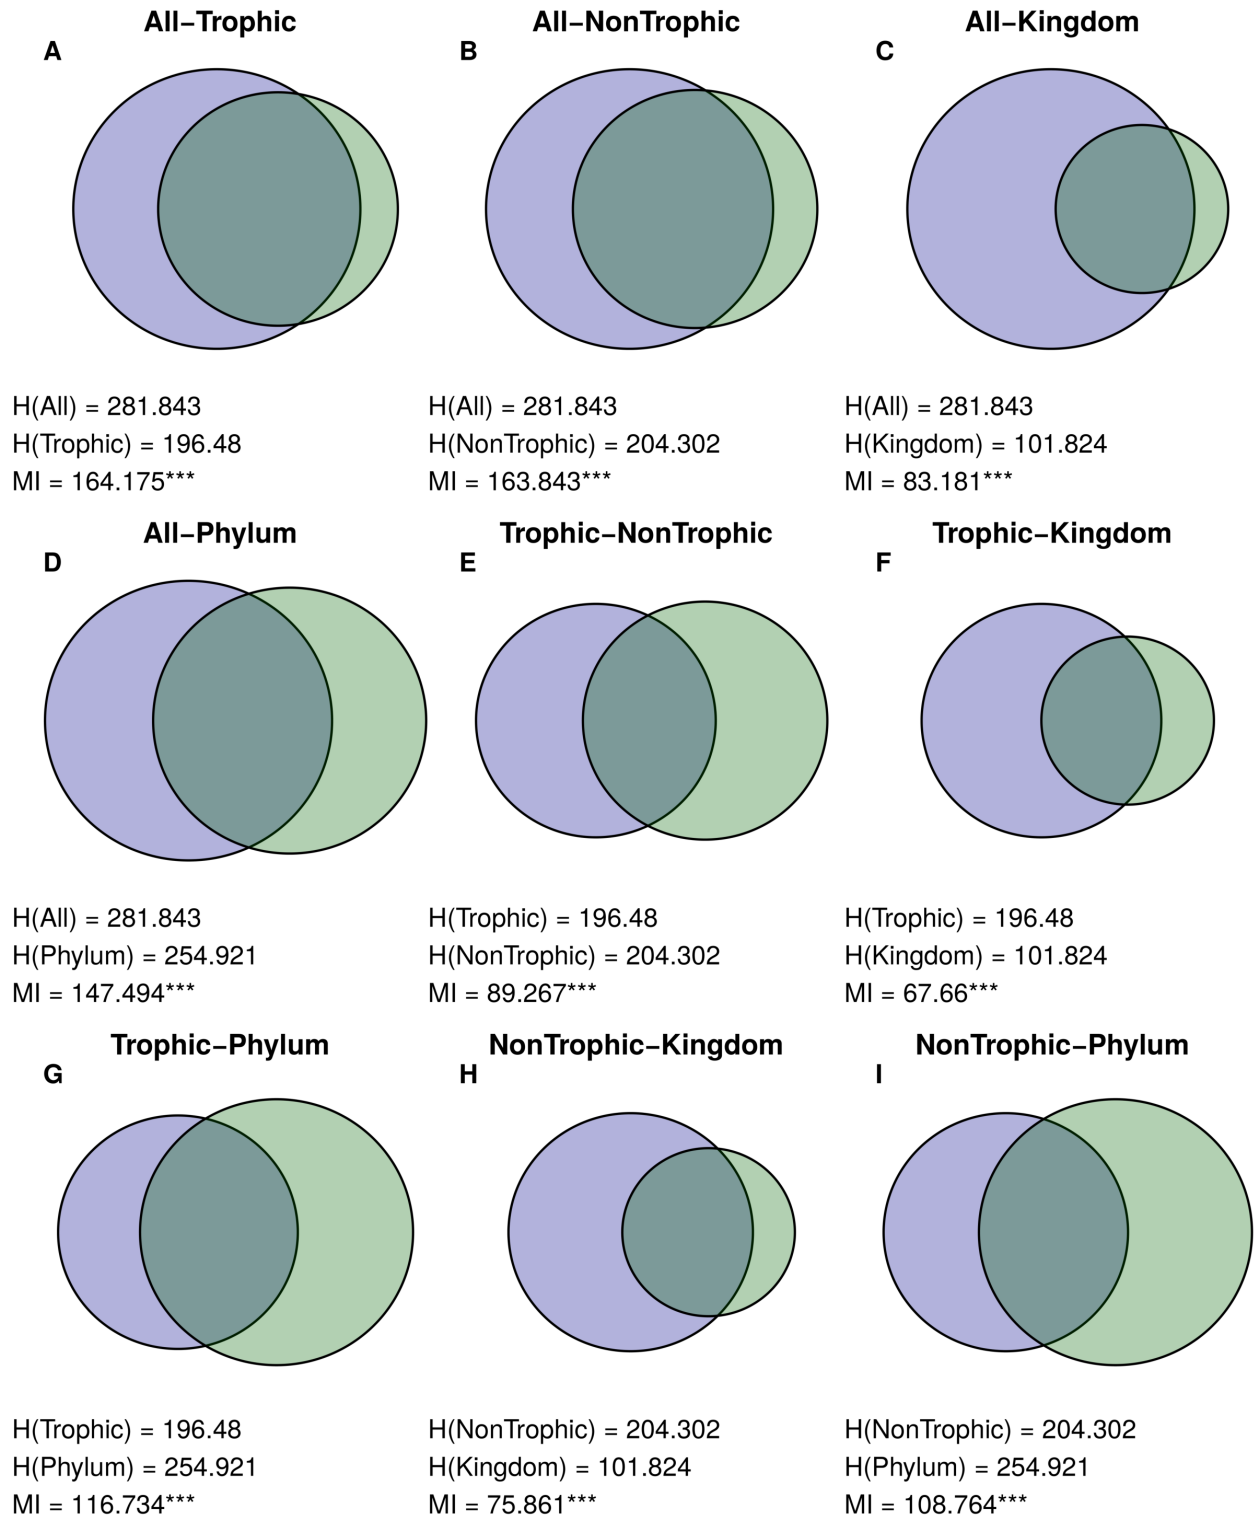 All−Trophic
A
H(All) = 281.843
H(Trophic) = 196.48
MI = 164.175***
All−NonTrophic
B
H(All) = 281.843
H(NonTrophic) = 204.302
MI = 163.843***
All−Kingdom
C
H(All) = 281.843
H(Kingdom) = 101.824
MI = 83.181***
All−Phylum
D
H(All) = 281.843
H(Phylum) = 254.921
MI = 147.494***
Trophic−NonTrophic
E
H(Trophic) = 196.48
H(NonTrophic) = 204.302
MI = 89.267***
Trophic−Kingdom
F
H(Trophic) = 196.48
H(Kingdom) = 101.824
MI = 67.66***
Trophic−Phylum
G
H(Trophic) = 196.48
H(Phylum) = 254.921
MI = 116.734***
NonTrophic−Kingdom
H
H(NonTrophic) = 204.302
H(Kingdom) = 101.824
MI = 75.861***
NonTrophic−Phylum
I
H(NonTrophic) = 204.302
H(Phylum) = 254.921
MI = 108.764***